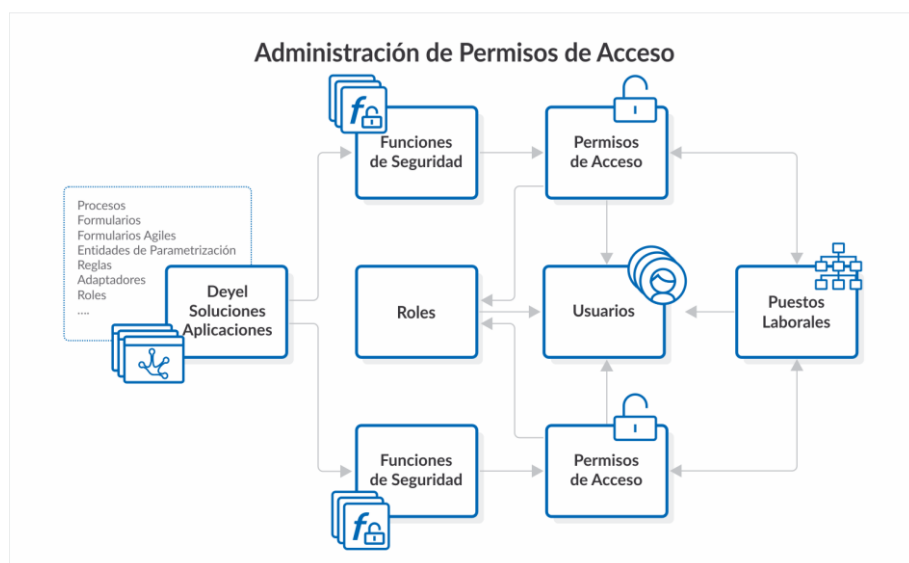 Administración de Permisos de Acceso
Funciones
de Seguridad
Permisos
de Acceso
Procesos
Formularios
Formularios Agiles
Entidades de Parametrización
Reglas
Adaptadores
Roles
....
Deyel
Soluciones
Aplicaciones
Roles
Usuarios
Puestos
Laborales
Funciones
de Seguridad
Permisos
de Acceso
f
f